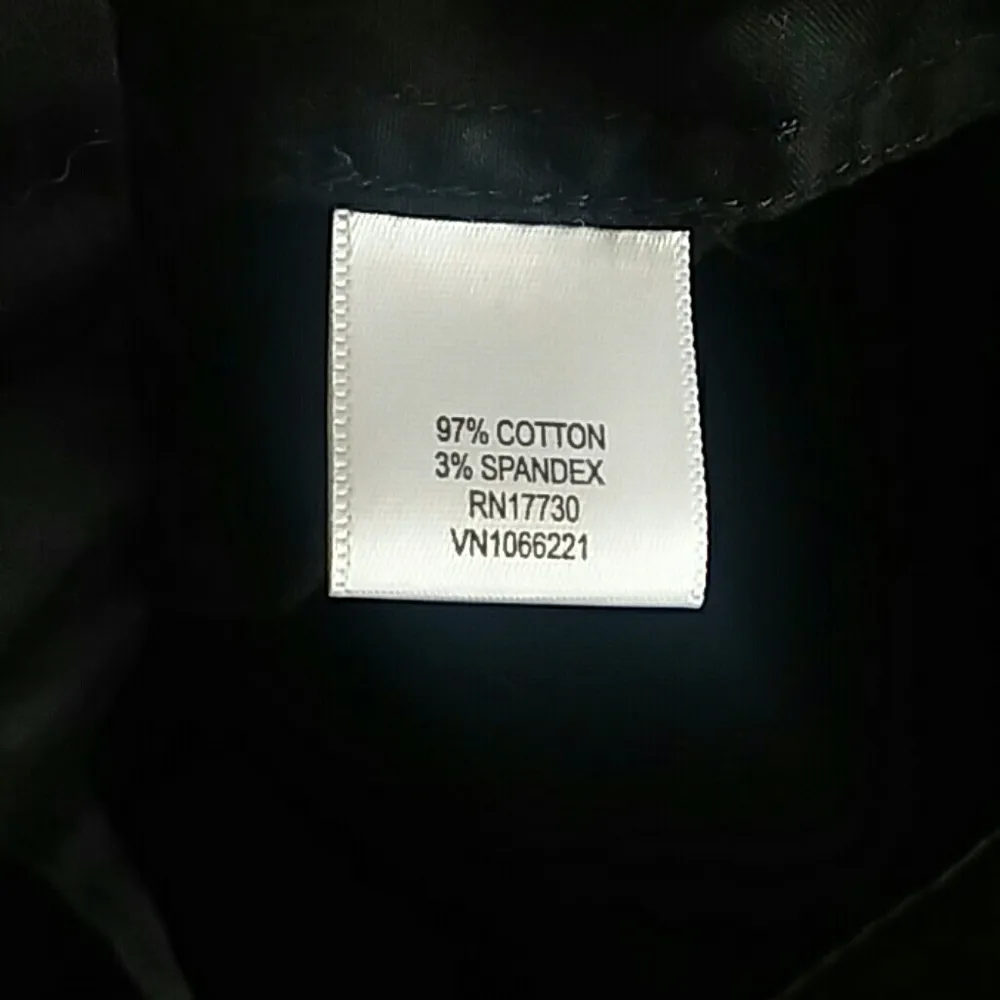 97% COTTON
3% SPANDEX
RN17730
VN1066221